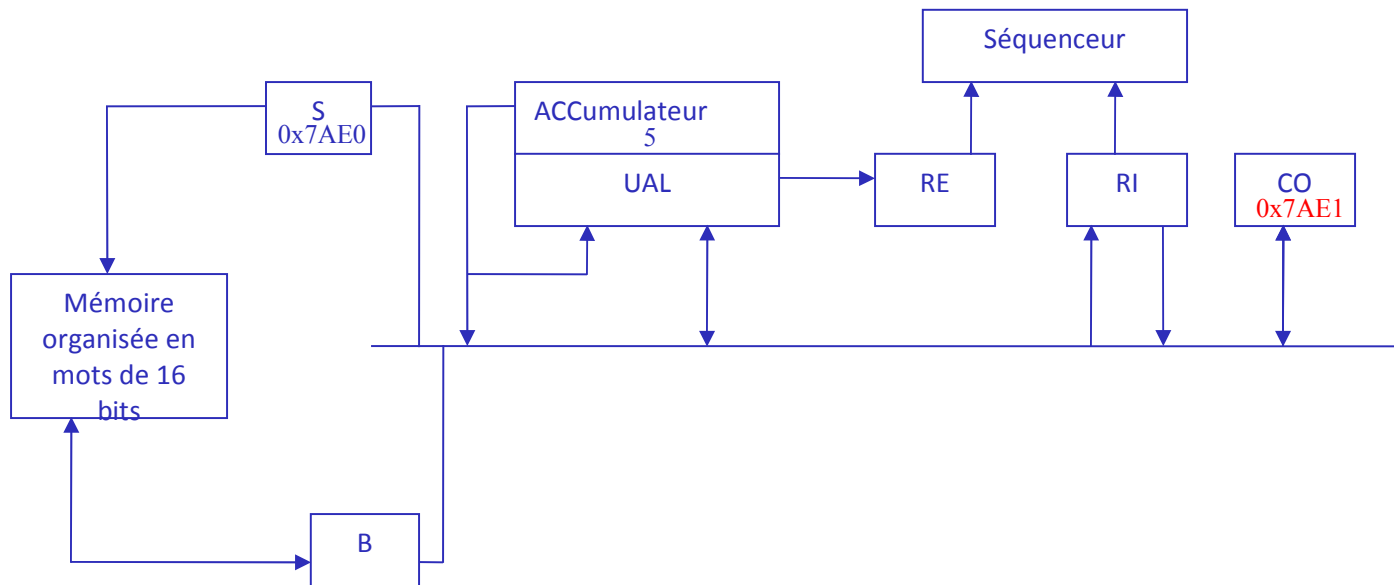 Séquenceur
S
0x7AE0
ACCumulateur
5
UAL
RE
RI
CO
0x7AE1
Mémoire
organisée en
mots de 16
bits
B